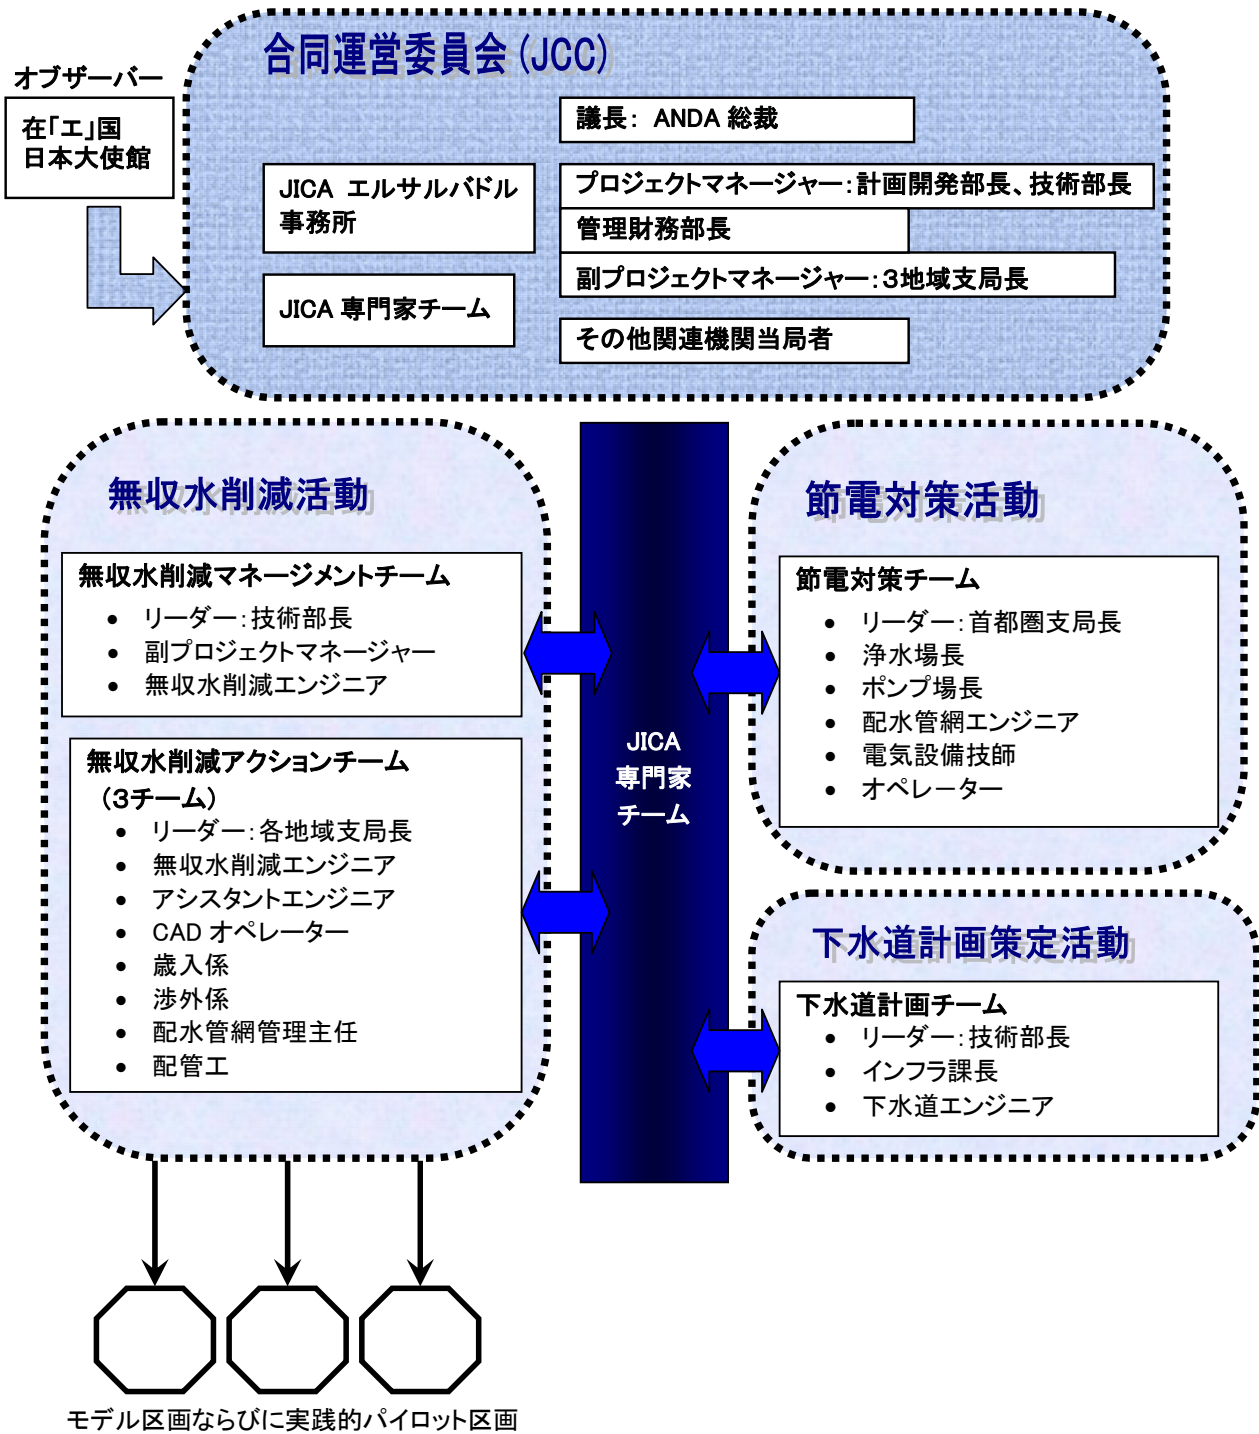 合同運営委員会（JCC）
オブザーバー
在「エ」国
日本大使館
議長： ANDA 総裁
JICA エルサルバドル
事務所
プロジェクトマネージャー：計画開発部長、技術部長
管理財務部長
副プロジェクトマネージャー：３地域支局長
JICA 専門家チーム
その他関連機関当局者
無収水削減活動
無収水削減マネージメントチーム
• リーダー：技術部長
• 副プロジェクトマネージャー
• 無収水削減エンジニア
無収水削減アクションチーム
（３チーム）
• リーダー：各地域支局長
• 無収水削減エンジニア
• アシスタントエンジニア
• CAD オペレーター
• 歳入係
• 渉外係
• 配水管網管理主任
• 配管工
JICA
専門家
チーム
節電対策活動
節電対策チーム
• リーダー：首都圏支局長
• 浄水場長
• ポンプ場長
• 配水管網エンジニア
• 電気設備技師
• オペレーター
下水道計画策定活動
下水道計画チーム
• リーダー：技術部長
• インフラ課長
• 下水道エンジニア
モデル区画ならびに実践的パイロット区画